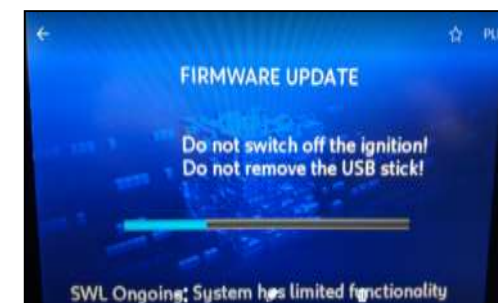 FIRMWARE UPDATE
Do not switch off the ignition!
Do not remove the USB stick!
SWL Ongoing: System has limited functionality